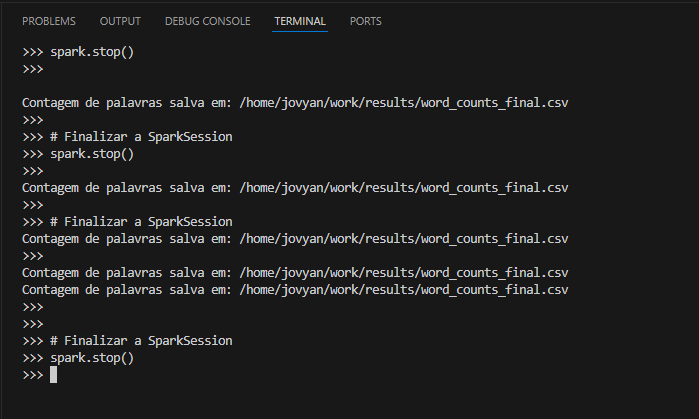 PROBLEMS OUTPUT DEBUG CONSOLE TERMINAL PORTS
>>> spark.stop()
>>>
Contagem de palavras salva em: /home/jovyan/work/results/word_counts_final.csv
>>>
>>> # Finalizar a SparkSession
>>> spark.stop()
>>>
Contagem de palavras salva em: /home/jovyan/work/results/word_counts_final.csv
>>>
>>> # Finalizar a SparkSession
Contagem de palavras salva em: /home/jovyan/work/results/word_counts_final.csv
>>>
Contagem de palavras salva em: /home/jovyan/work/results/word_counts_final.csv
Contagem de palavras salva em: /home/jovyan/work/results/word_counts_final.csv
>>>
>>>
>>> # Finalizar a SparkSession
>>> spark.stop()
>>>